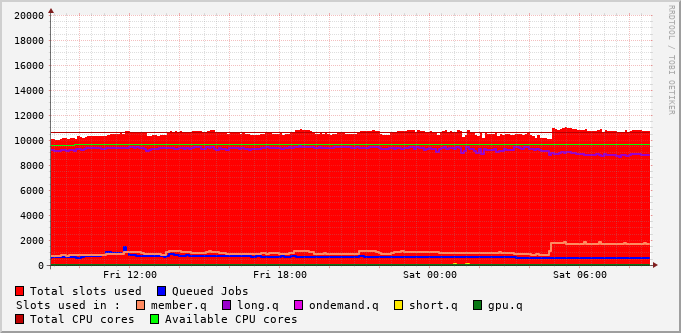 RRDTOOL / TOBI OETIKER
20000
18000
16000
14000
12000
10000
8000
6000
4000
2000
0
Fri 12:00 Fri 18:00 Sat 00:00 Sat 06:00
Total slots used Queued Jobs
Slots used in : member.q long.q ondemand.q short.q gpu.q
Total CPU cores Available CPU cores